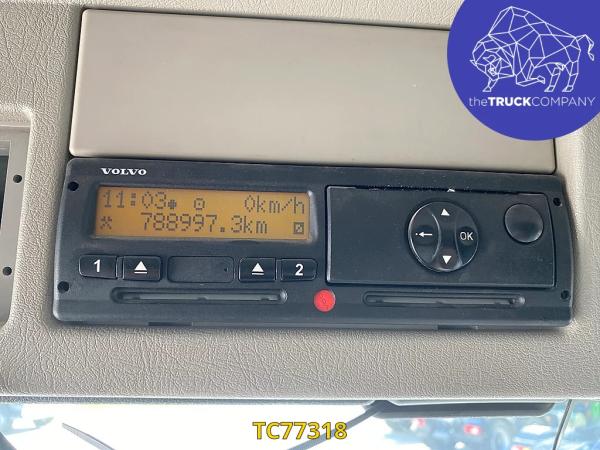 theTRUCKCOMPANY
VOLVO
11:03 0km/h
788997.3km
1 2
OK
TC77318